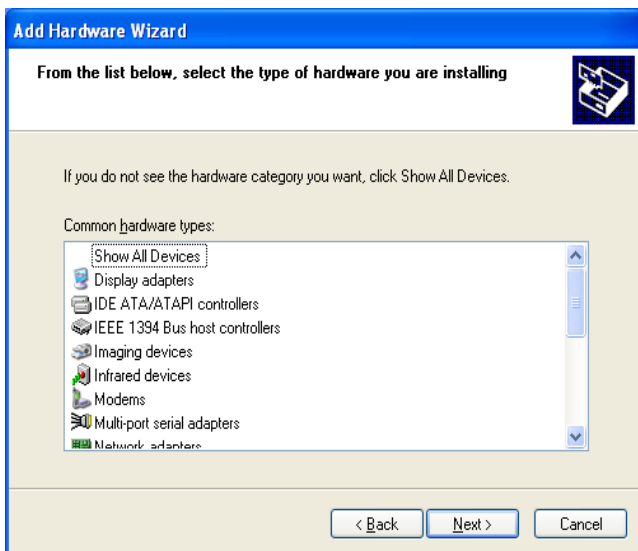 Add Hardware Wizard
From the list below, select the type of hardware you are installing
If you do not see the hardware category you want, click Show All Devices.
Common hardware types:
Show All Devices
Display adapters
IDE ATA/ATAPI controllers
IEEE 1394 Bus host controllers
Imaging devices
Infrared devices
Modems
Multi-port serial adapters
Network adapters
< Back Next > Cancel